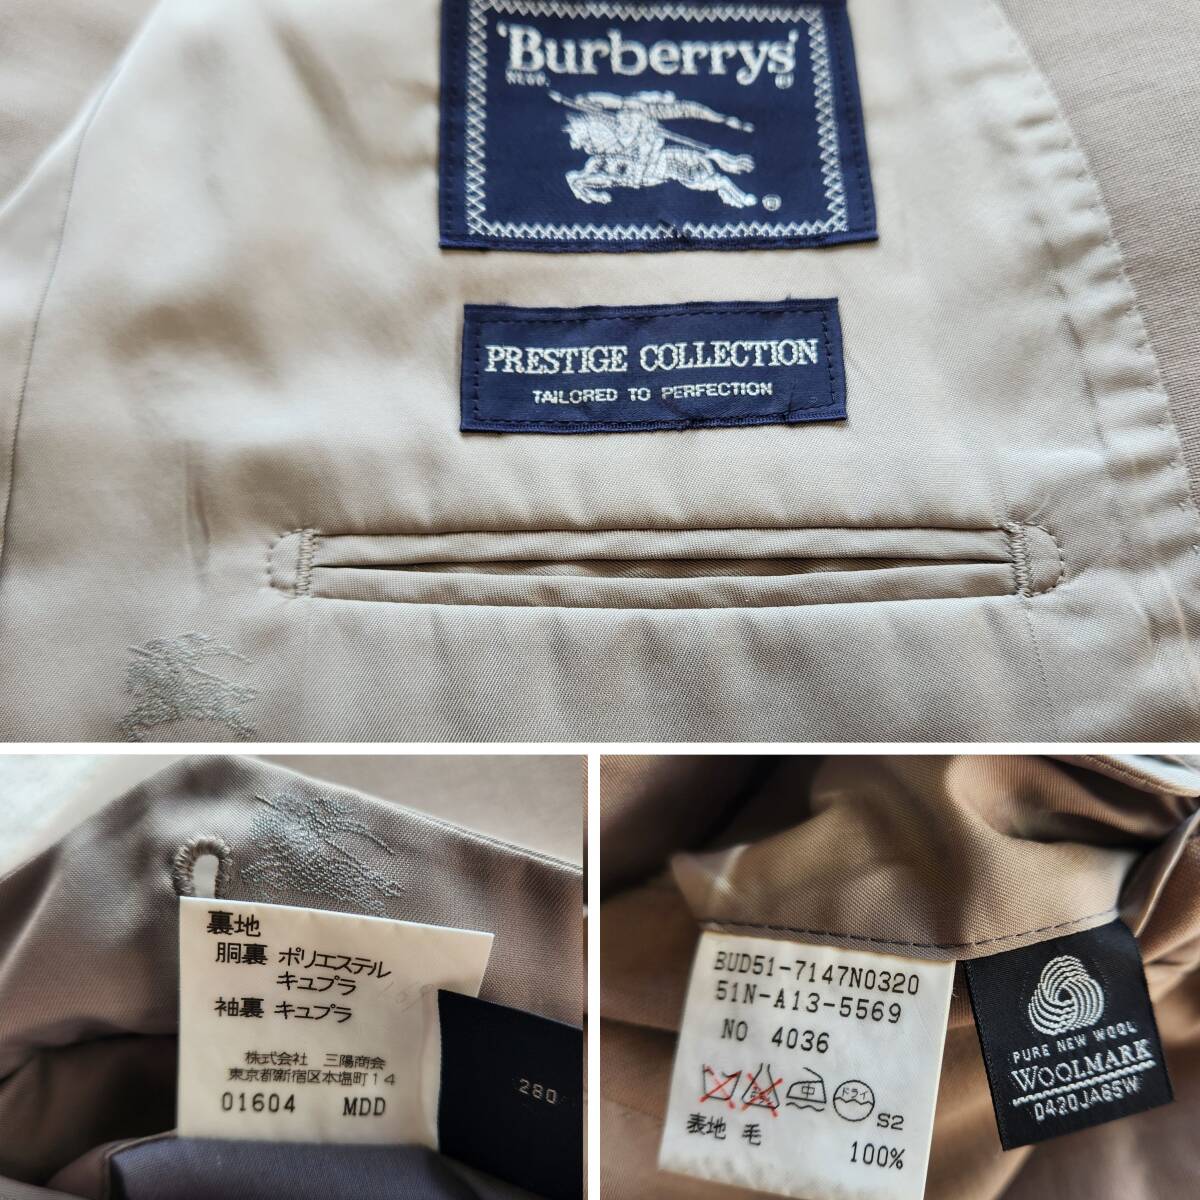 'Burberrys'
REGD.
®
PRESTIGE COLLECTION
TAILORED TO PERFECTION
裏地
胴裏 ポリエステル
キュプラ
袖裏 キュプラ
株式会社 三陽商会
東京都新宿区本塩町14
01604 MDD
280
BUD51-7147N0320
51N-A13-5569
NO 4036
中 ドライ S2
表地 毛
100%
PURE NEW WOOL
WOOLMARK
0420JA65W